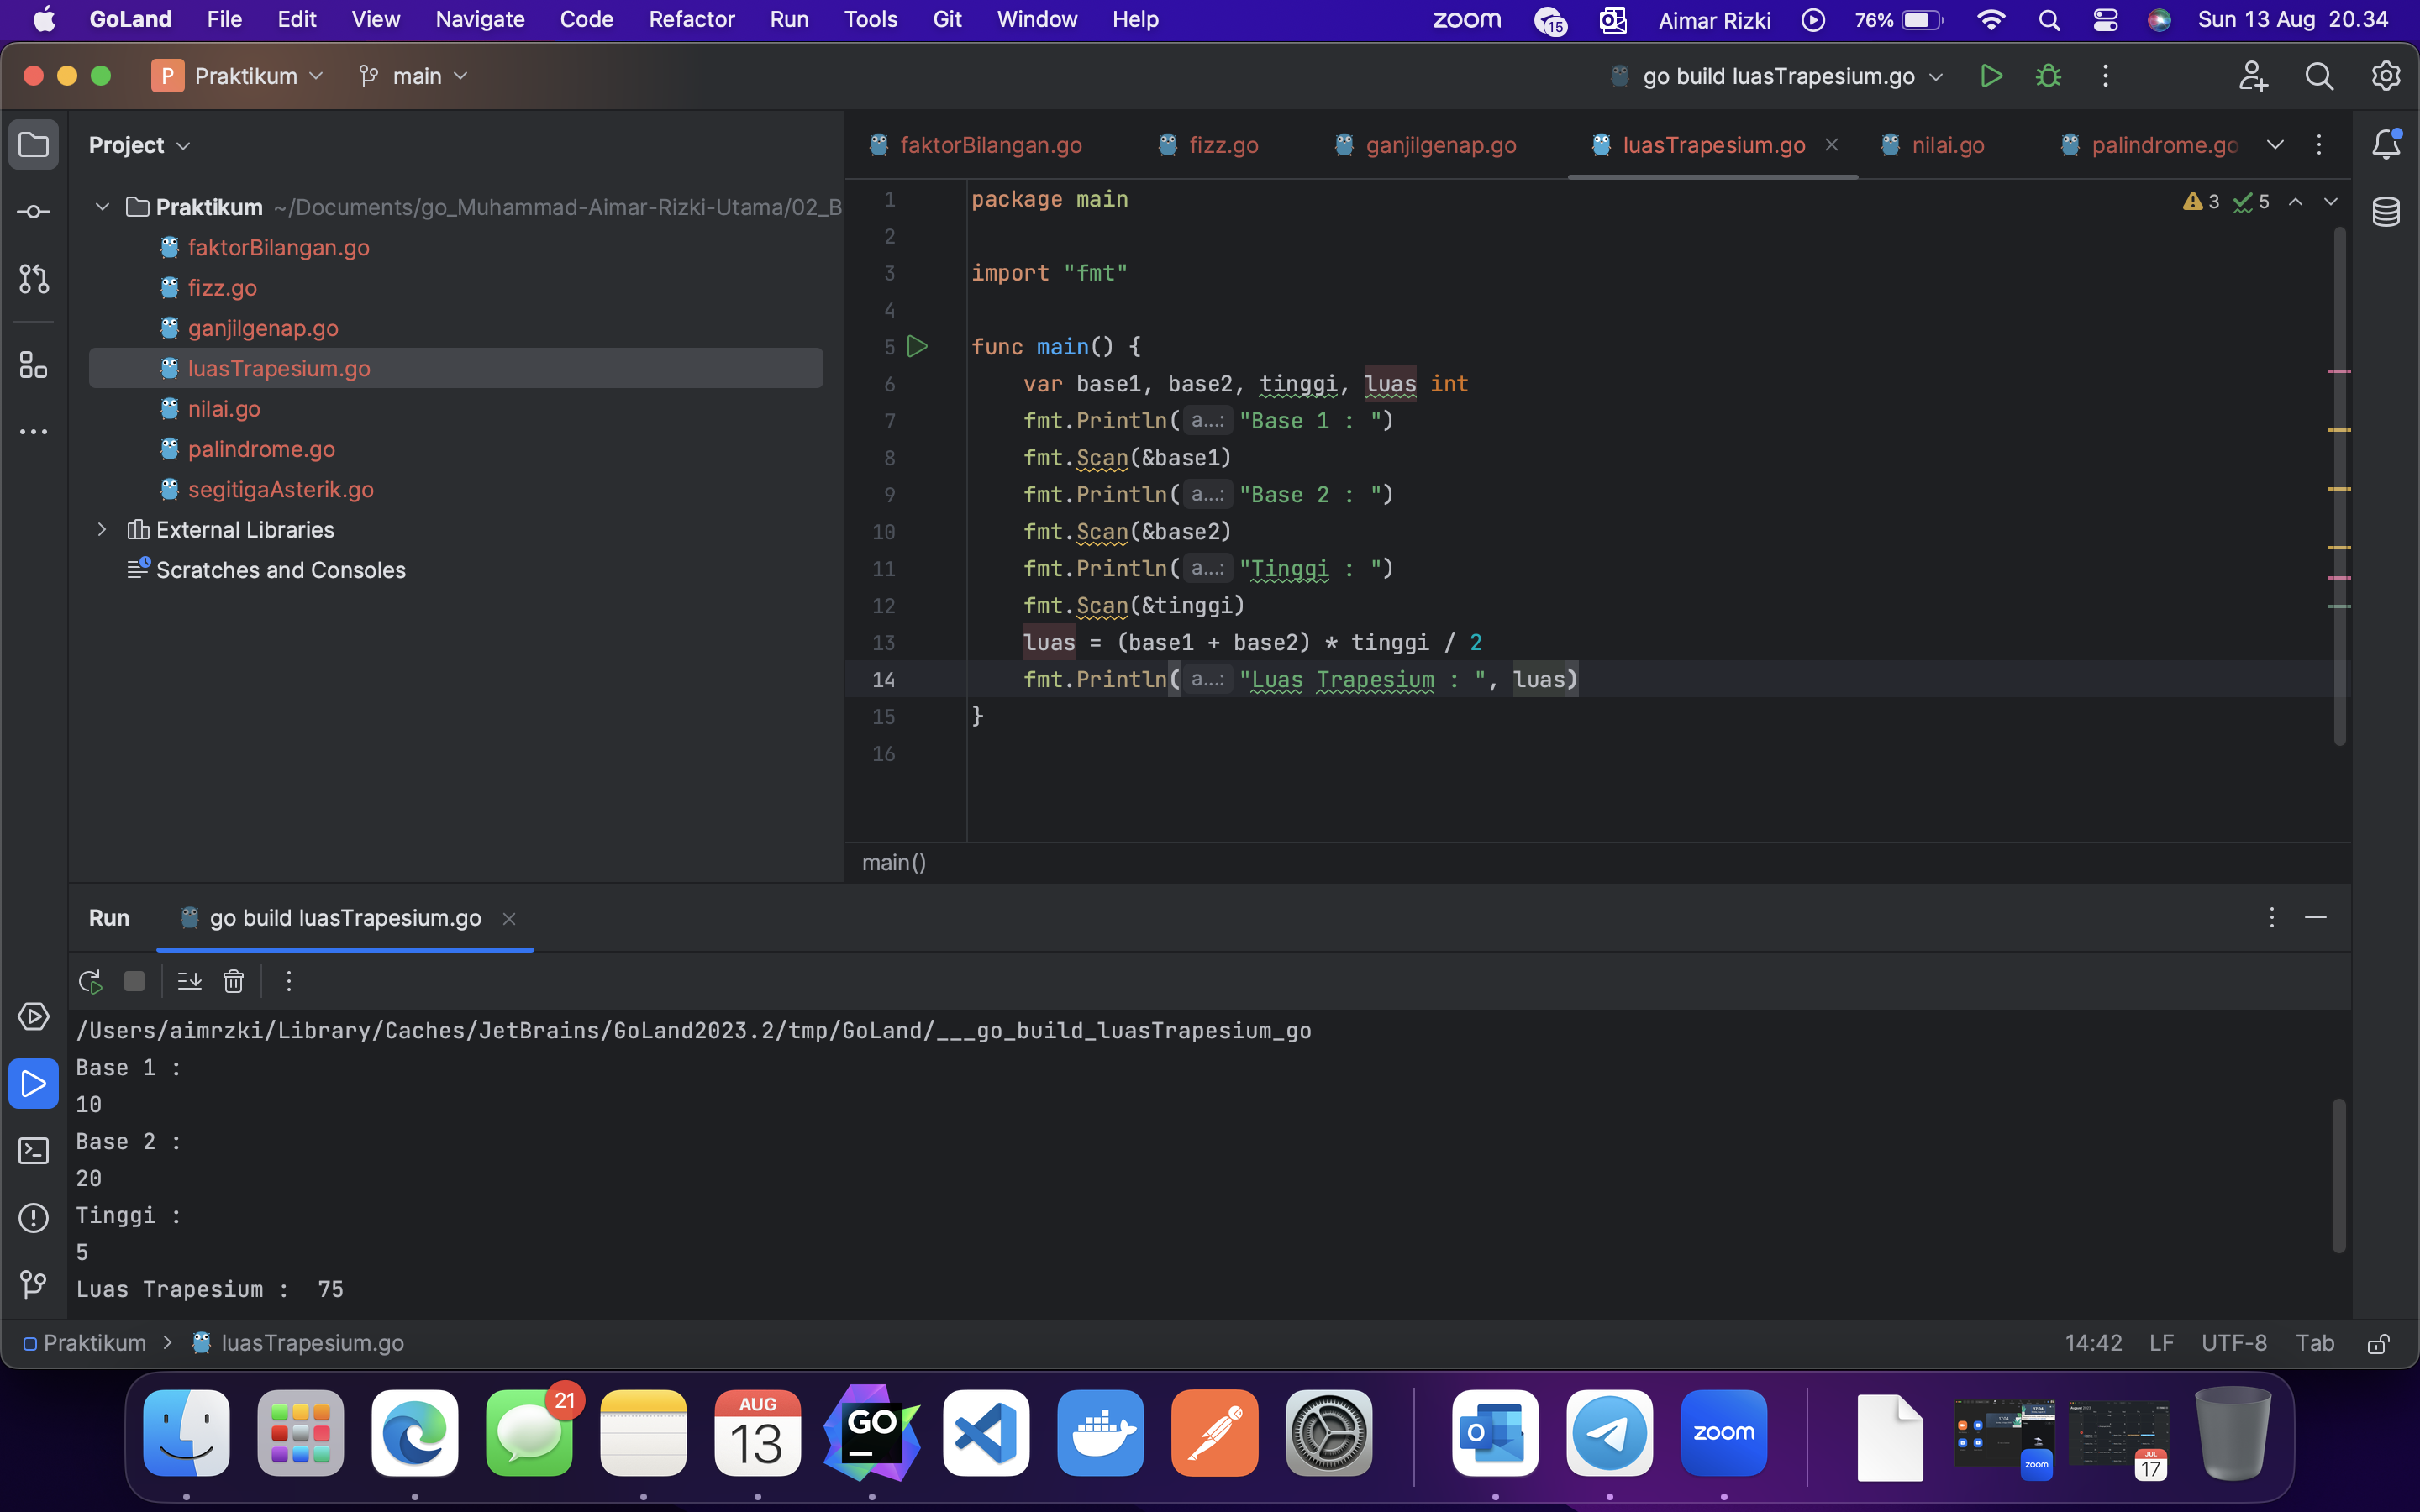 GoLand File Edit View Navigate Code Refactor Run Tools Git Window Help zoom 15 Aimar Rizki 76% Sun 13 Aug 20.34
P Praktikum main go build luasTrapesium.go
Project
Praktikum ~/Documents/go_Muhammad-Aimar-Rizki-Utama/02_B
faktorBilangan.go
fizz.go
ganjilgenap.go
luasTrapesium.go
nilai.go
palindrome.go
segitigaAsterik.go
External Libraries
Scratches and Consoles
faktorBilangan.go fizz.go ganjilgenap.go luasTrapesium.go nilai.go palindrome.go
3 5
1 package main
2
3 import "fmt"
4
5 func main() {
6 var base1, base2, tinggi, luas int
7 fmt.Println( a...: "Base 1 : ")
8 fmt.Scan(&base1)
9 fmt.Println( a...: "Base 2 : ")
10 fmt.Scan(&base2)
11 fmt.Println( a...: "Tinggi : ")
12 fmt.Scan(&tinggi)
13 luas = (base1 + base2) * tinggi / 2
14 fmt.Println( a...: "Luas Trapesium : ", luas)
15 }
16
main()
Run go build luasTrapesium.go
/Users/aimrzki/Library/Caches/JetBrains/GoLand2023.2/tmp/GoLand/___go_build_luasTrapesium_go
Base 1 :
10
Base 2 :
20
Tinggi :
5
Luas Trapesium :  75
Praktikum > luasTrapesium.go 14:42 LF UTF-8 Tab
21 AUG 13 GO O zoom zoom JUL 17